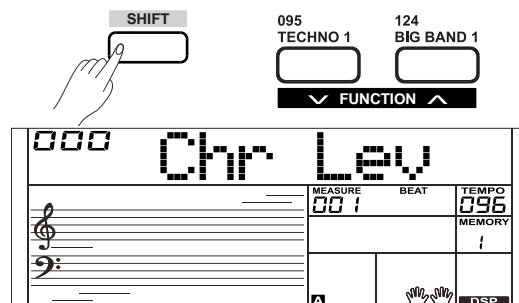 SHIFT
095 124
TECHNO 1 BIG BAND 1
FUNCTION
000 Chr Lev
MEASURE BEAT TEMPO
001 096
MEMORY
1
A DSP